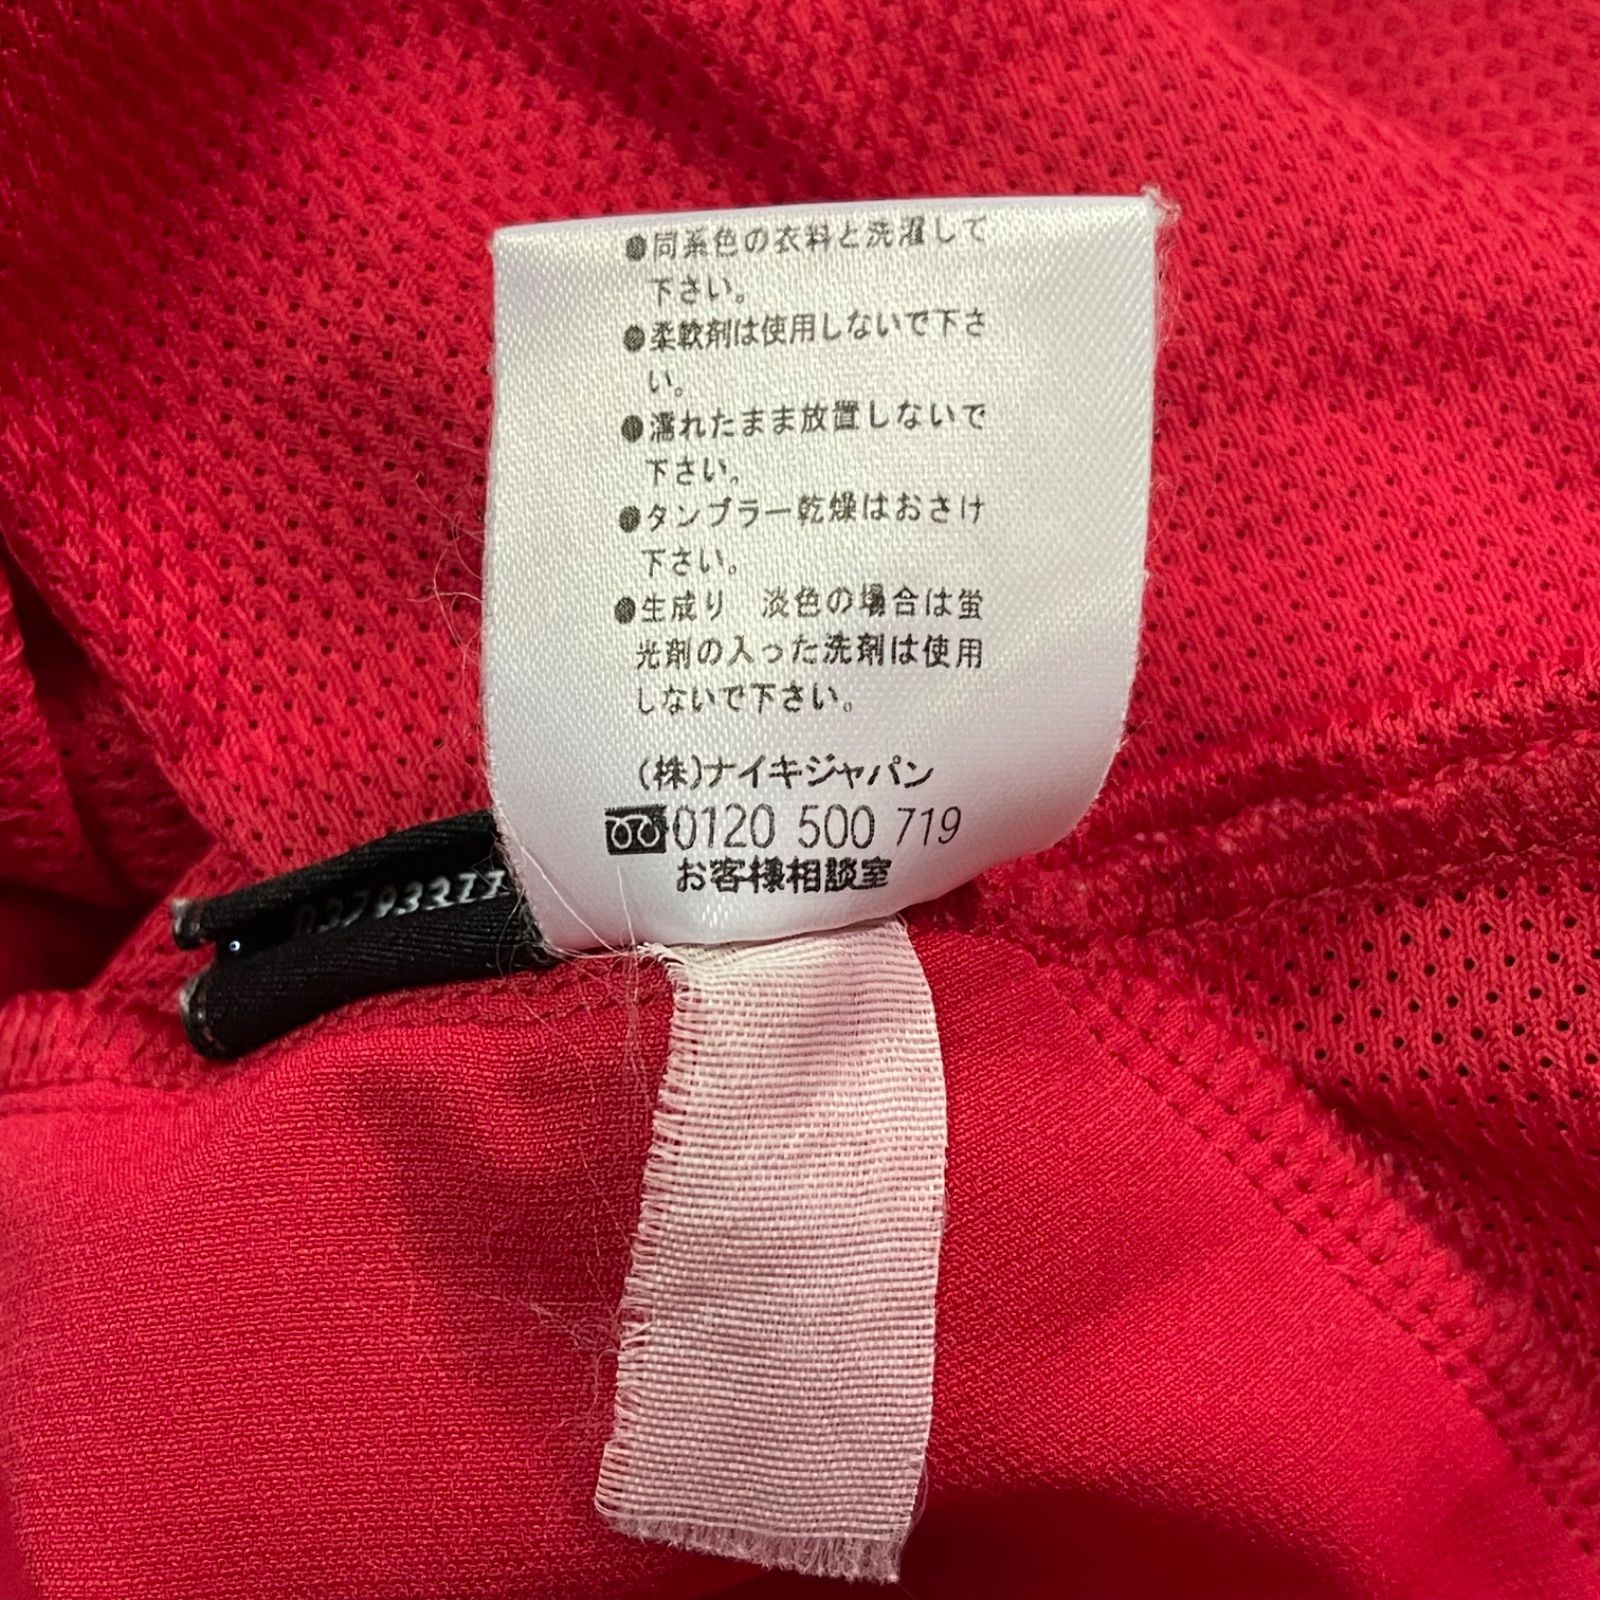 ●同系色の衣料と洗濯して
下さい。
●柔軟剤は使用しないで下さ
い。
●濡れたまま放置しないで
下さい。
●タンブラー乾燥はおさけ
下さい。
●生成り 淡色の場合は蛍
光剤の入った洗剤は使用
しないで下さい。
(株)ナイキジャパン
0120 500 719
お客様相談室